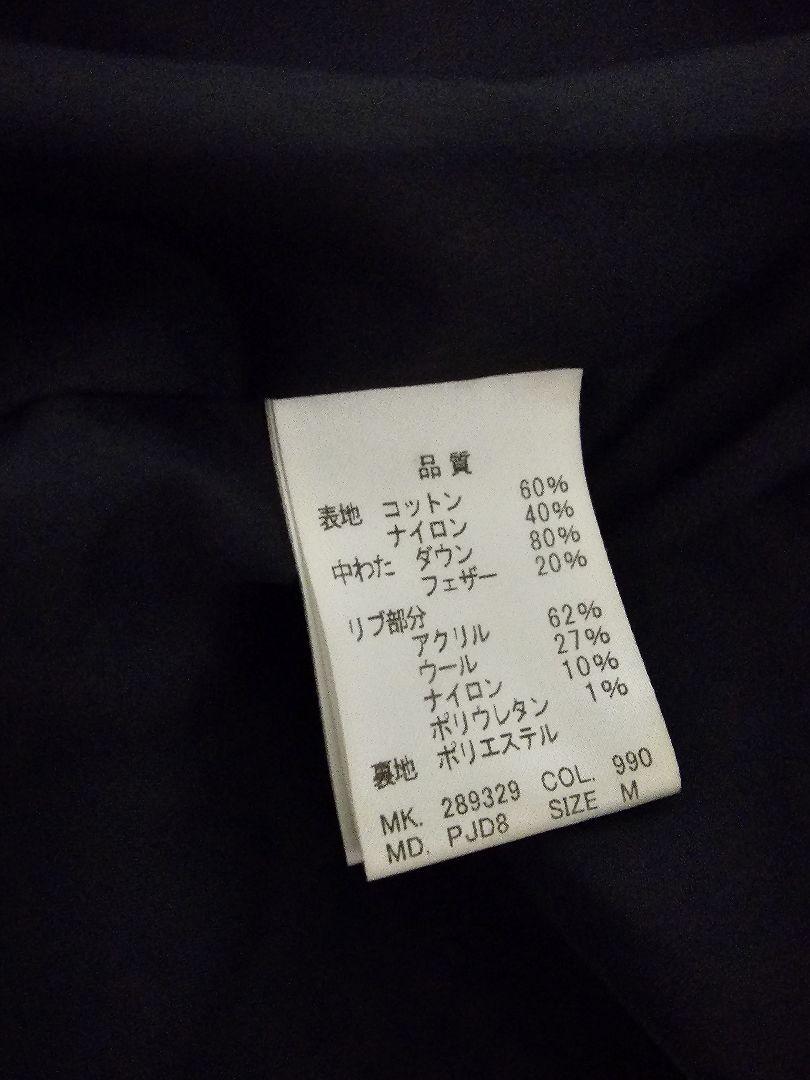 品質
表地 コットン 60%
ナイロン 40%
中わた ダウン 80%
フェザー 20%
リブ部分
アクリル 62%
ウール 27%
ナイロン 10%
ポリウレタン 1%
裏地 ポリエステル
MK. 289329 COL. 990
MD. PJD8 SIZE M